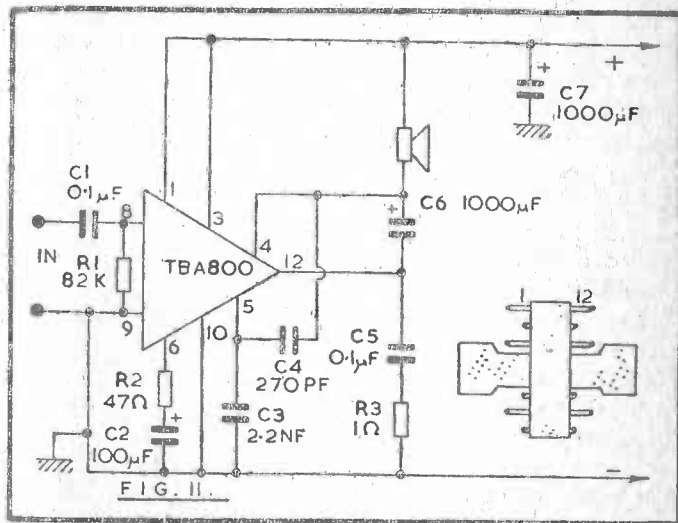 +
+
C7
1000µF
C1
0.1µF
8
1
3
+
C6 1000µF
4
IN
R1
82K
TBA800
12
9
5
10
6
1
12
C4
270PF
C5
0.1µF
R2
47Ω
+
C2
100µF
C3
2.2NF
R3
1Ω
−
FIG. 11.